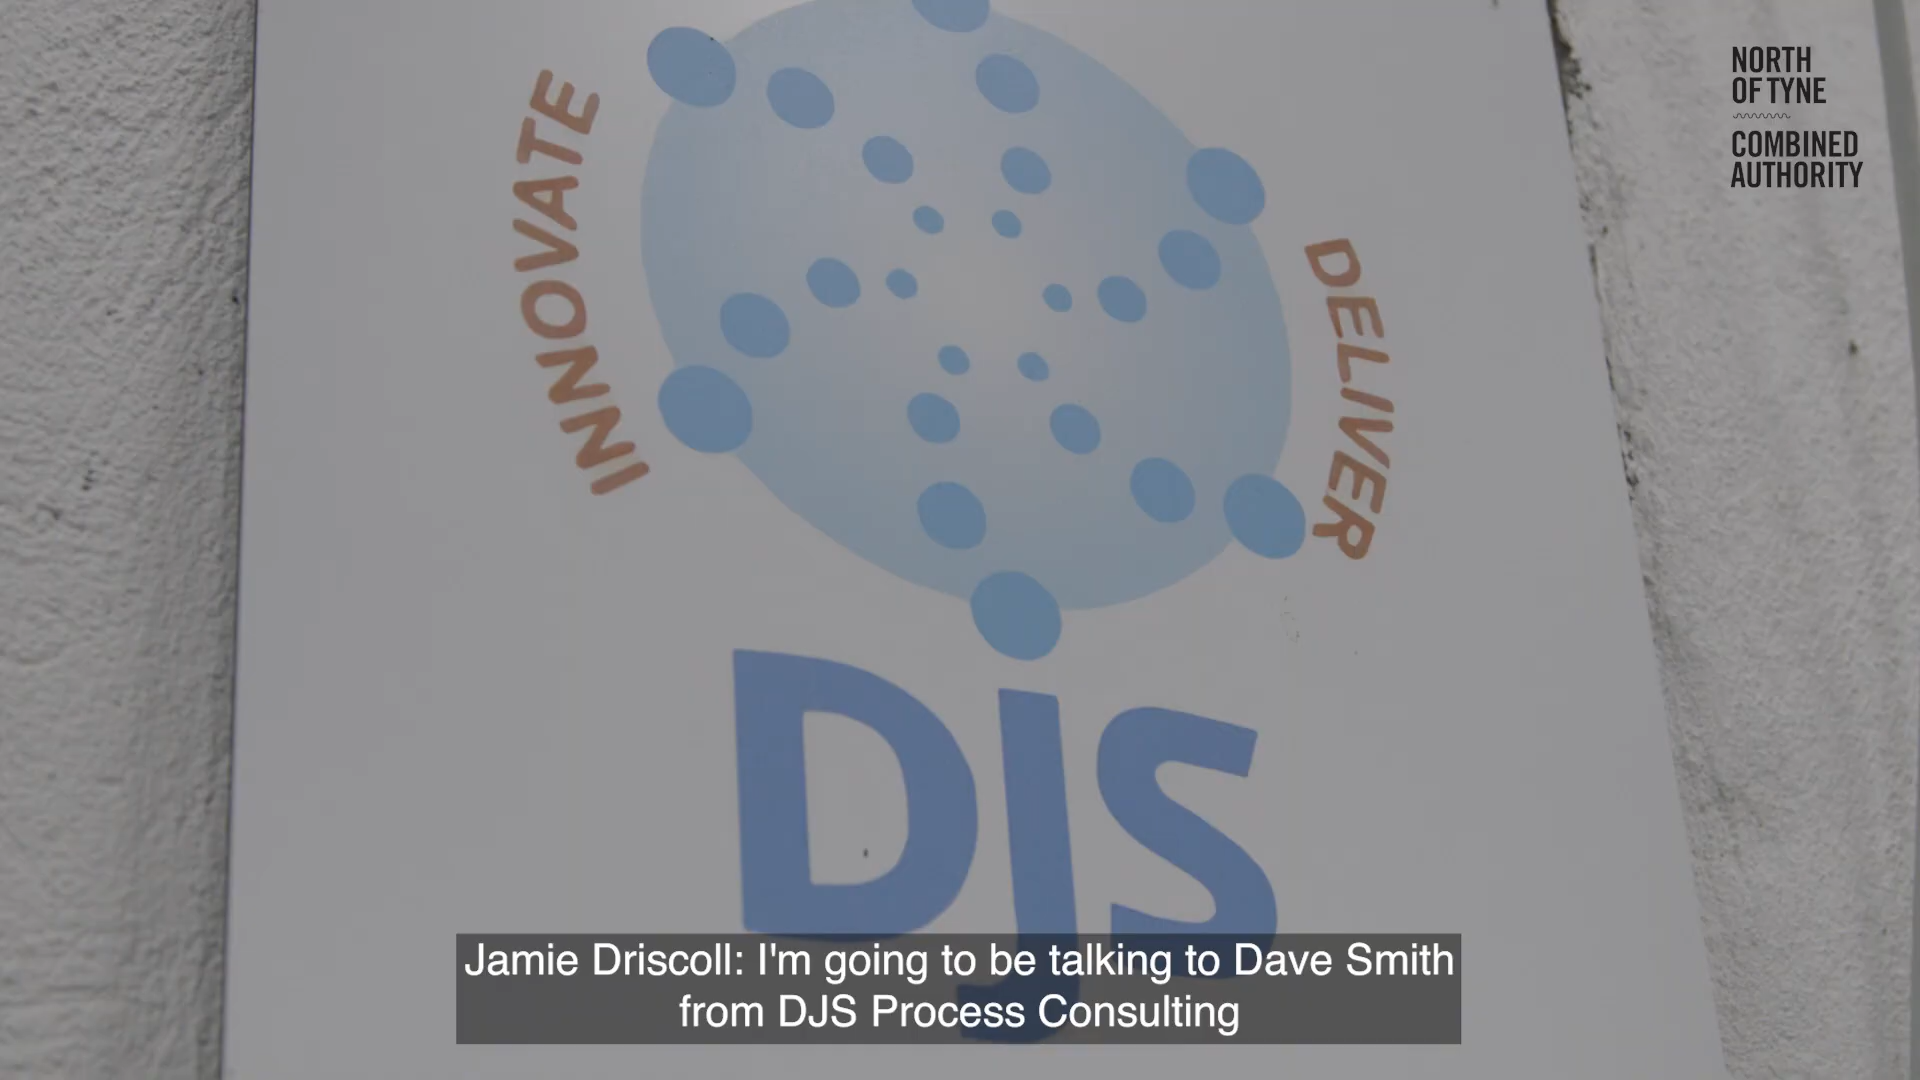 NORTH
OF TYNE
COMBINED
AUTHORITY
INNOVATE
DELIVER
DJS
Jamie Driscoll: I'm going to be talking to Dave Smith
from DJS Process Consulting